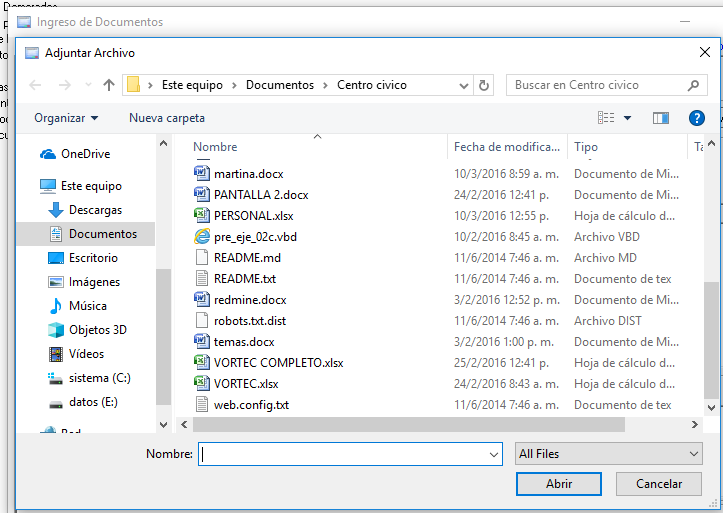 Ingreso de Documentos
Adjuntar Archivo
Este equipo > Documentos > Centro civico
Buscar en Centro civico
Organizar
Nueva carpeta
OneDrive
Este equipo
Descargas
Documentos
Escritorio
Imágenes
Música
Objetos 3D
Vídeos
sistema (C:)
datos (E:)
Nombre Fecha de modifica... Tipo Ta
martina.docx 10/3/2016 8:59 a. m. Documento de Mi...
PANTALLA 2.docx 24/2/2016 12:41 p. Documento de Mi...
PERSONAL.xlsx 10/3/2016 12:55 p. Hoja de cálculo d...
pre_eje_02c.vbd 10/2/2016 8:45 a. m. Archivo VBD
README.md 11/6/2014 7:46 a. m. Archivo MD
README.txt 11/6/2014 7:46 a. m. Documento de tex
redmine.docx 3/2/2016 12:52 p. m. Documento de Mi...
robots.txt.dist 11/6/2014 7:46 a. m. Archivo DIST
temas.docx 3/2/2016 1:00 p. m. Documento de Mi...
VORTEC COMPLETO.xlsx 25/2/2016 12:41 p. Hoja de cálculo d...
VORTEC.xlsx 24/2/2016 8:43 a. m. Hoja de cálculo d...
web.config.txt 11/6/2014 7:46 a. m. Documento de tex
Nombre:
All Files
Abrir
Cancelar